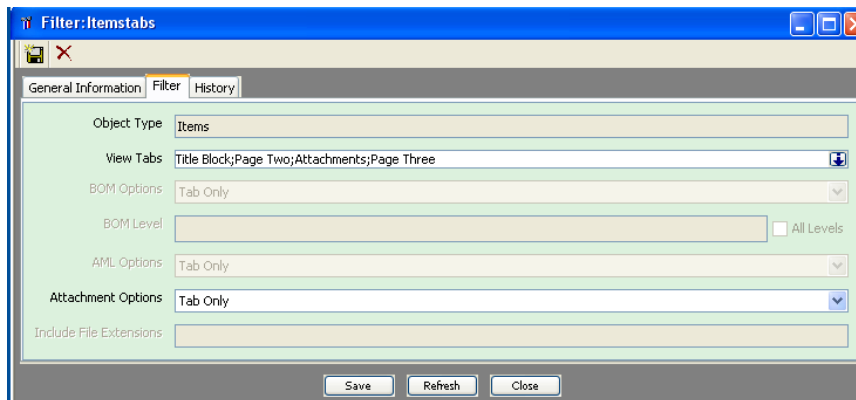 Filter:Itemstabs
General Information Filter History
Object Type Items
View Tabs Title Block;Page Two;Attachments;Page Three
BOM Options Tab Only
BOM Level All Levels
AML Options Tab Only
Attachment Options Tab Only
Include File Extensions
Save Refresh Close